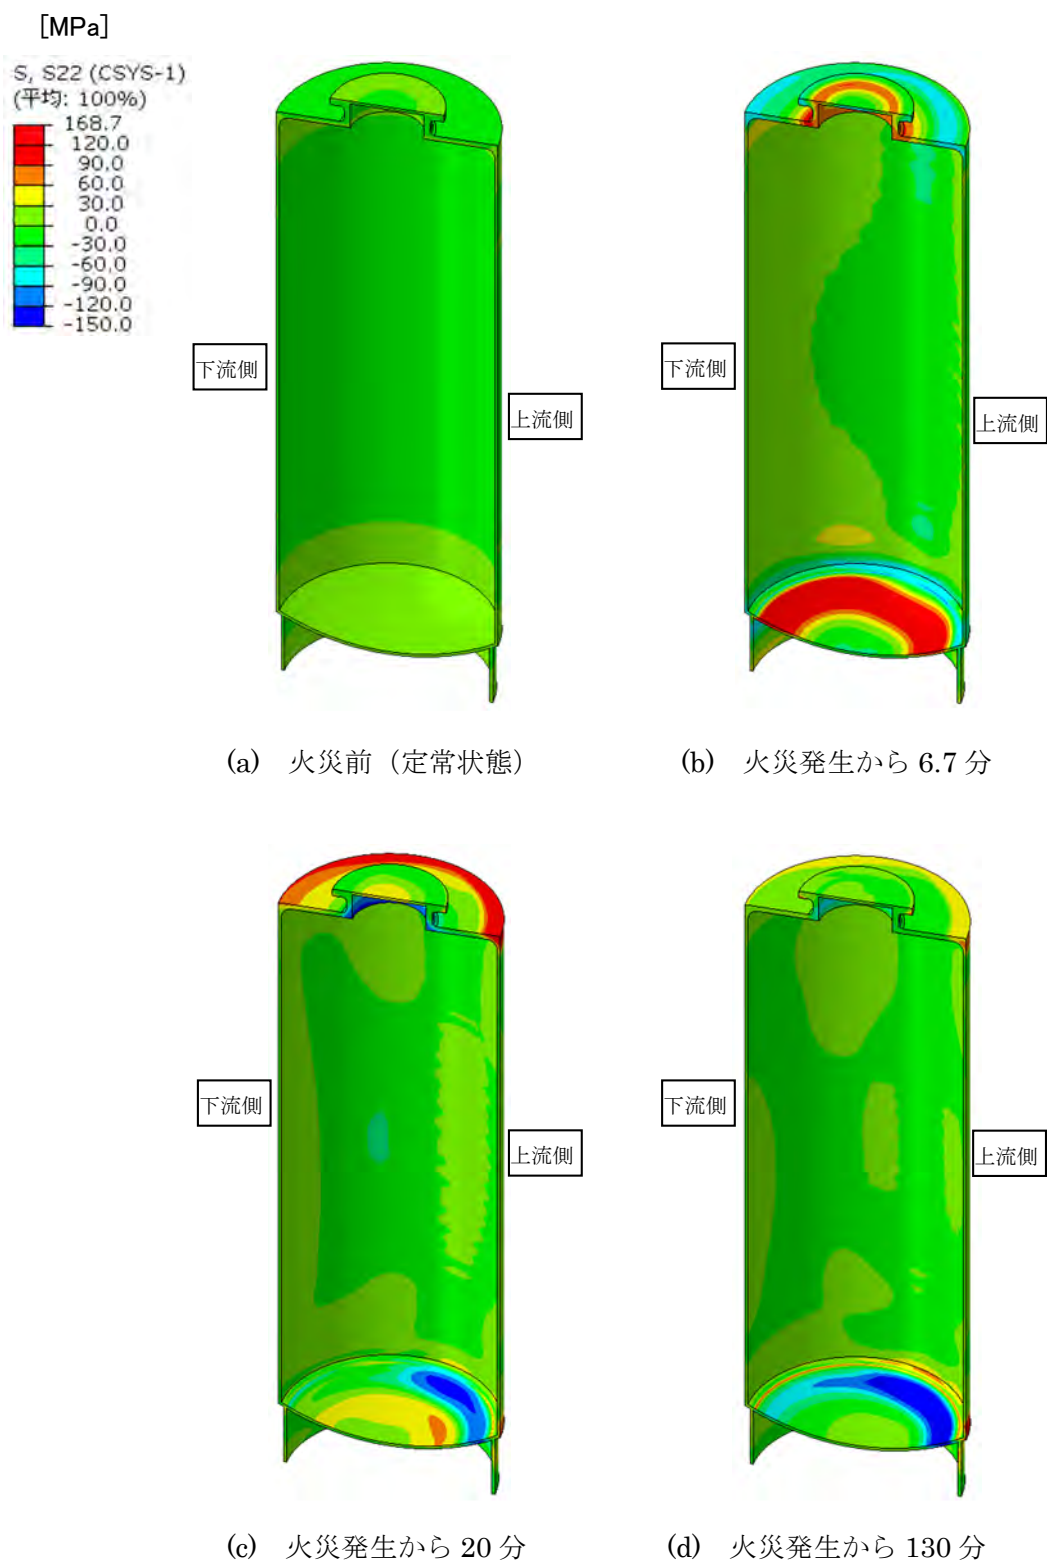 [MPa]
S, S22 (CSYS-1)
(平均: 100%)
168.7
120.0
90.0
60.0
30.0
0.0
-30.0
-60.0
-90.0
-120.0
-150.0
下流側
上流側
下流側
上流側
(a) 火災前(定常状態)
(b) 火災発生から 6.7 分
下流側
上流側
下流側
上流側
(c) 火災発生から 20 分
(d) 火災発生から 130 分